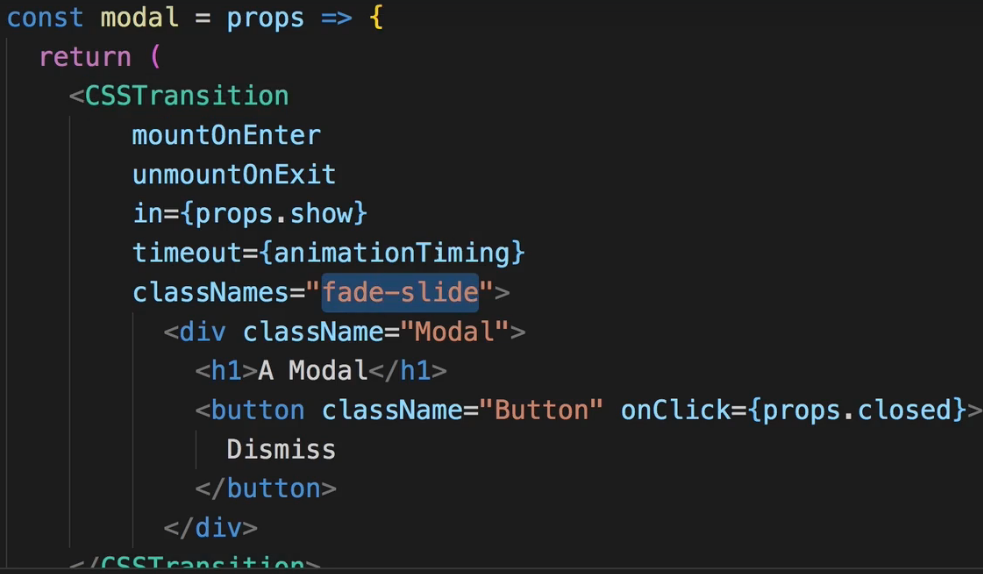 const modal = props => {
return (
<CSSTransition
mountOnEnter
unmountOnExit
in={props.show}
timeout={animationTiming}
classNames="fade-slide">
<div className="Modal">
<h1>A Modal</h1>
<button className="Button" onClick={props.closed}>
Dismiss
</button>
</div>
</CSSTransition>